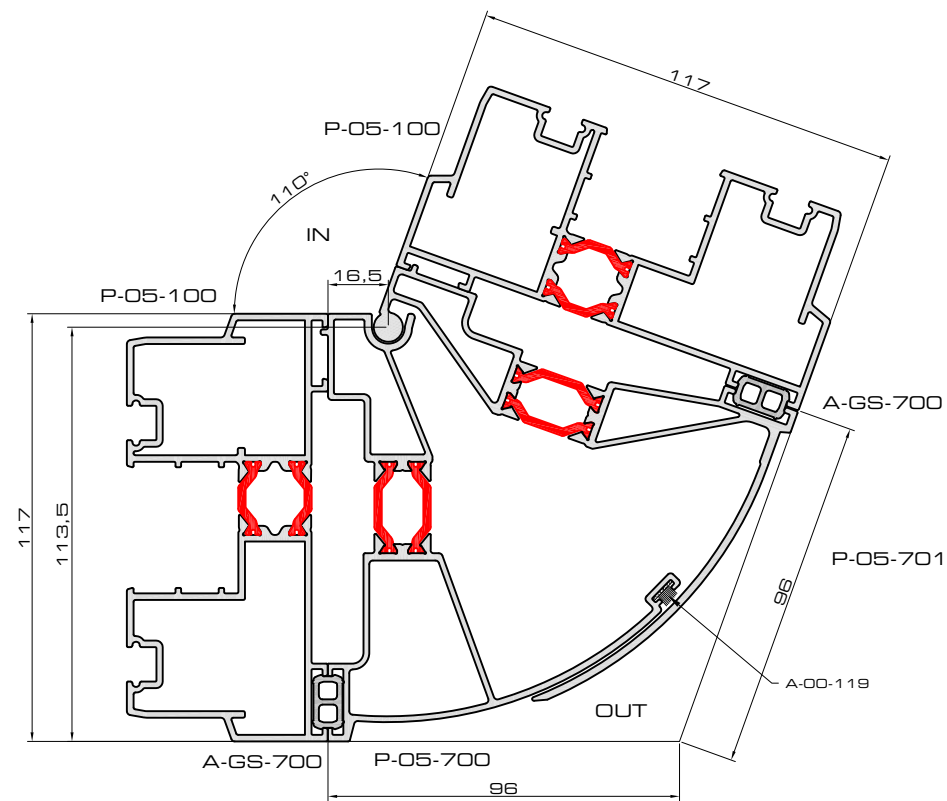 117
P-05-100
110°
IN
16,5
P-05-100
A-GS-700
117
113,5
P-05-701
96
A-00-119
OUT
A-GS-700
P-05-700
96